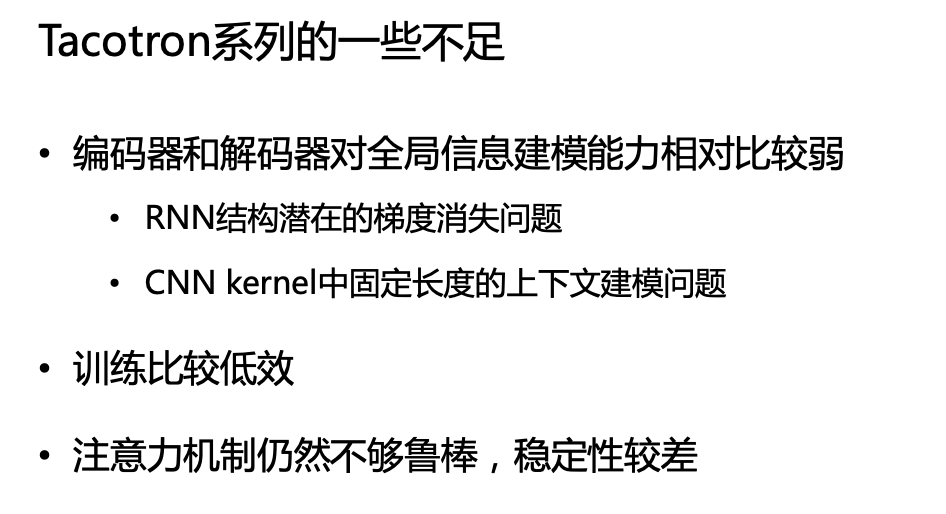 Tacotron系列的一些不足
• 编码器和解码器对全局信息建模能力相对比较弱
• RNN结构潜在的梯度消失问题
• CNN kernel中固定长度的上下文建模问题
• 训练比较低效
• 注意力机制仍然不够鲁棒，稳定性较差